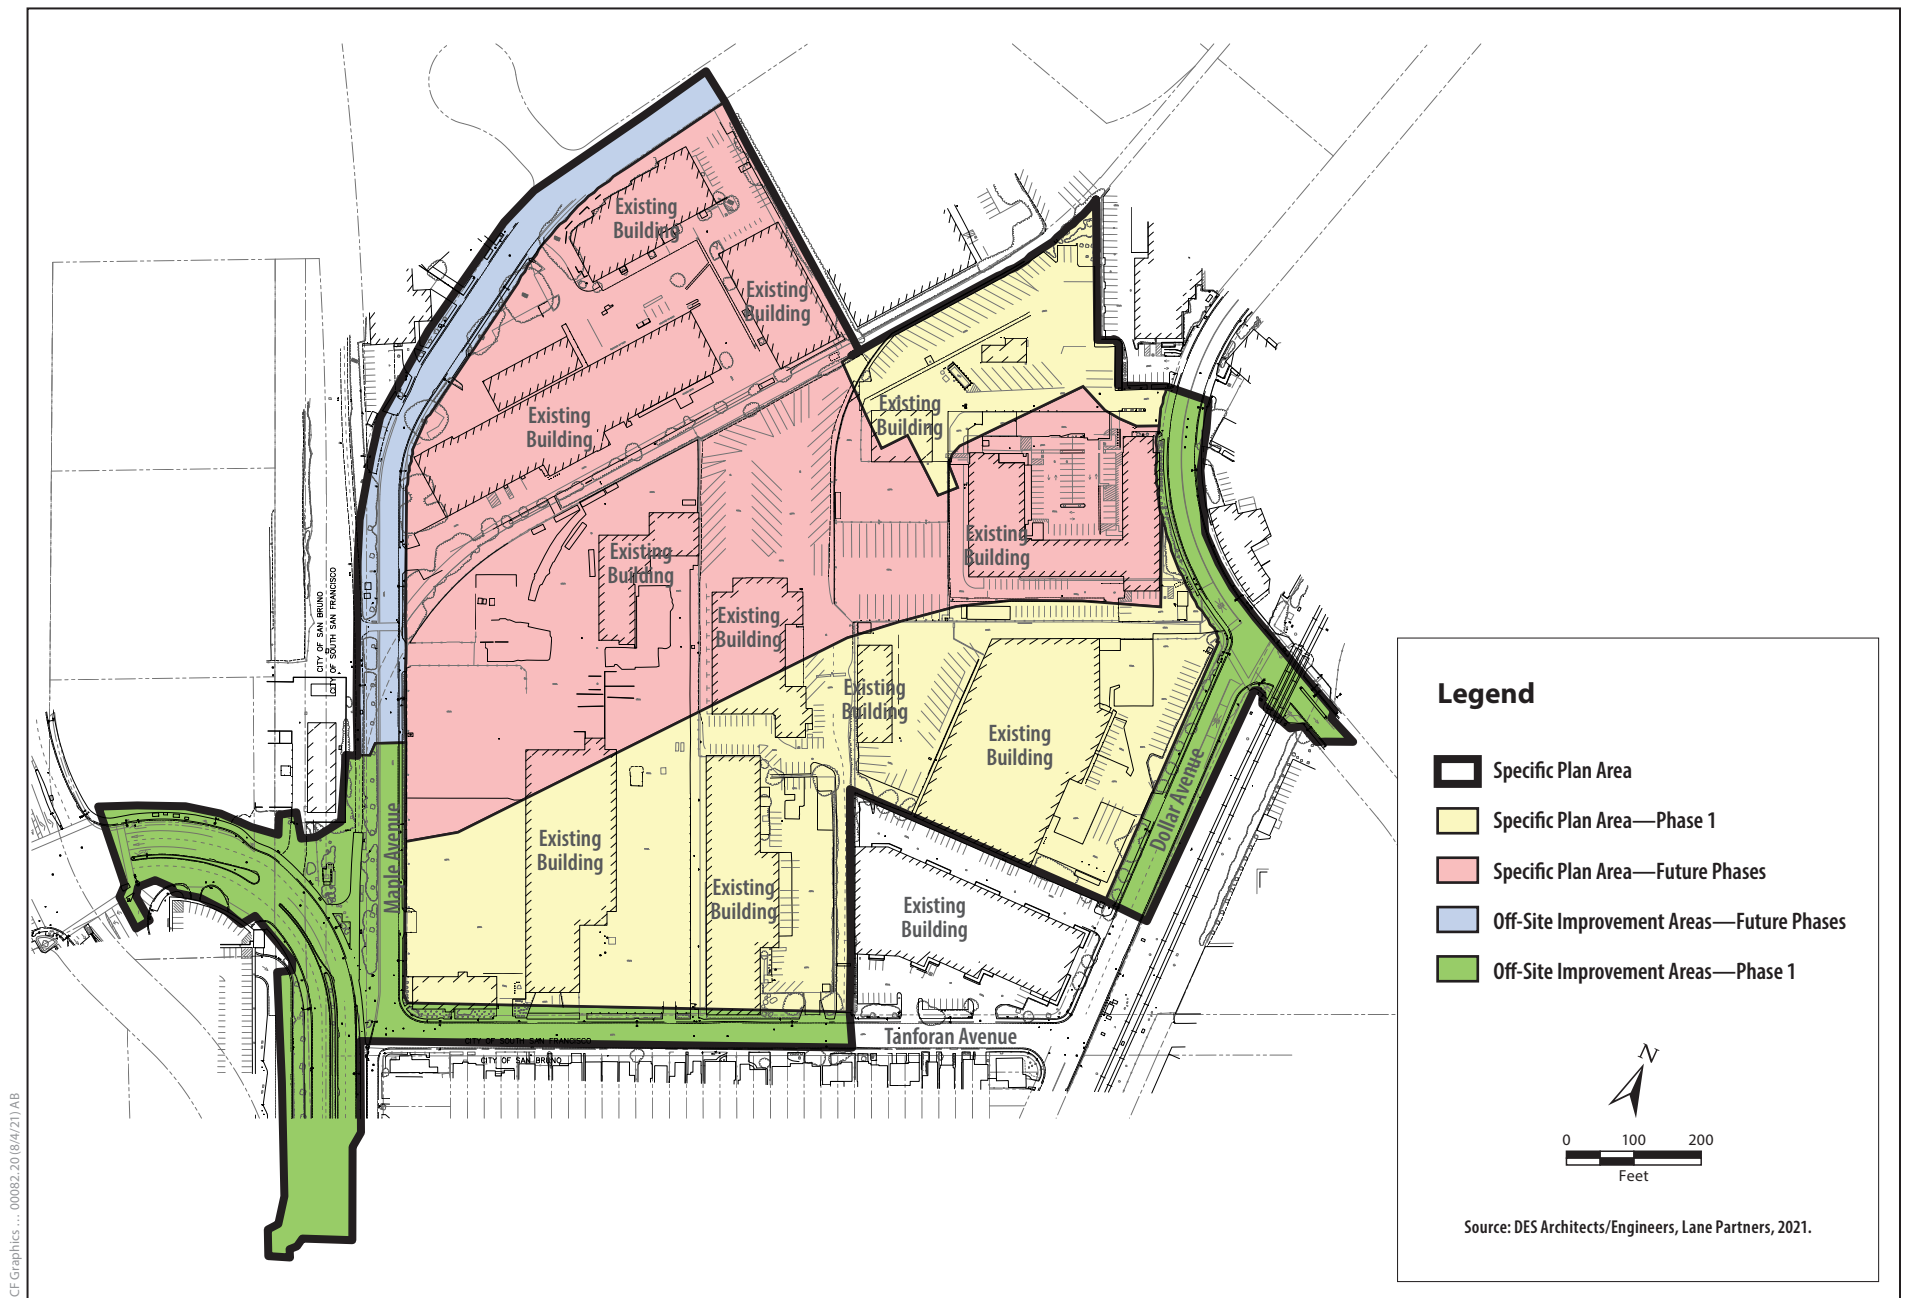 Existing
Building
Existing
Building
Existing
Building
Existing
Building
Existing
Building
Existing
Building
Existing
Building
Existing
Building
Existing
Building
Existing
Building
Existing
Building
Existing
Building
CITY OF SAN BRUNO
CITY OF SOUTH SAN FRANCISCO
Maple Avenue
Dollar Avenue
Tanforan Avenue
CITY OF SOUTH SAN FRANCISCO
CITY OF SAN BRUNO
Legend
Specific Plan Area
Specific Plan Area—Phase 1
Specific Plan Area—Future Phases
Off-Site Improvement Areas—Future Phases
Off-Site Improvement Areas—Phase 1
N
0 100 200
Feet
Source: DES Architects/Engineers, Lane Partners, 2021.
CF Graphics … 00082.20 (8/4/21) AB